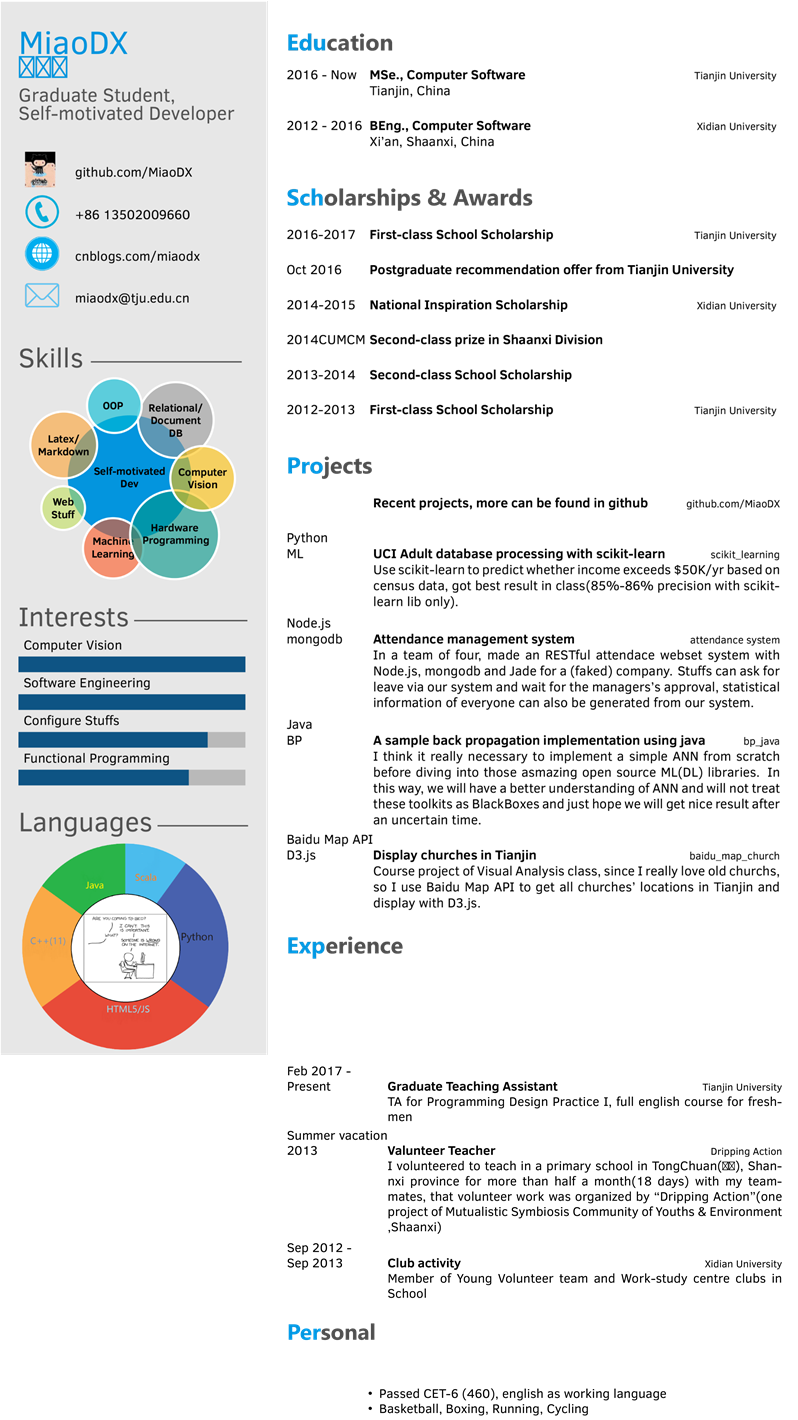 MiaoDX
Graduate Student,
Self-motivated Developer
github.com/MiaoDX
+86 13502009660
cnblogs.com/miaodx
miaodx@tju.edu.cn
Skills
OOP
Relational/
Document
DB
Latex/
Markdown
Self-motivated
Dev
Computer
Vision
Web
Stuff
Hardware
Programming
Machine
Learning
Interests
Computer Vision
Software Engineering
Configure Stuffs
Functional Programming
Languages
Java
Scala
C++(11)
Python
ARE YOU COMING TO BED?
I CAN'T. THIS
IS IMPORTANT.
WHAT?
SOMEONE IS WRONG
ON THE INTERNET.
HTML5/JS
Education
2016 - Now MSe., Computer Software Tianjin University
Tianjin, China
2012 - 2016 BEng., Computer Software Xidian University
Xi'an, Shaanxi, China
Scholarships & Awards
2016-2017 First-class School Scholarship Tianjin University
Oct 2016 Postgraduate recommendation offer from Tianjin University
2014-2015 National Inspiration Scholarship Xidian University
2014CUMCM Second-class prize in Shaanxi Division
2013-2014 Second-class School Scholarship
2012-2013 First-class School Scholarship Tianjin University
Projects
Recent projects, more can be found in github github.com/MiaoDX
Python
ML UCI Adult database processing with scikit-learn scikit_learning
Use scikit-learn to predict whether income exceeds $50K/yr based on
census data, got best result in class(85%-86% precision with scikit-
learn lib only).
Node.js
mongodb Attendance management system attendance system
In a team of four, made an RESTful attendace webset system with
Node.js, mongodb and Jade for a (faked) company. Stuffs can ask for
leave via our system and wait for the managers's approval, statistical
information of everyone can also be generated from our system.
Java
BP A sample back propagation implementation using java bp_java
I think it really necessary to implement a simple ANN from scratch
before diving into those asmazing open source ML(DL) libraries. In
this way, we will have a better understanding of ANN and will not treat
these toolkits as BlackBoxes and just hope we will get nice result after
an uncertain time.
Baidu Map API
D3.js Display churches in Tianjin baidu_map_church
Course project of Visual Analysis class, since I really love old churchs,
so I use Baidu Map API to get all churches' locations in Tianjin and
display with D3.js.
Experience
Feb 2017 -
Present Graduate Teaching Assistant Tianjin University
TA for Programming Design Practice I, full english course for fresh-
men
Summer vacation
2013 Valunteer Teacher Dripping Action
I volunteered to teach in a primary school in TongChuan(), Shan-
nxi province for more than half a month(18 days) with my team-
mates, that volunteer work was organized by “Dripping Action”(one
project of Mutualistic Symbiosis Community of Youths & Environment
,Shaanxi)
Sep 2012 -
Sep 2013 Club activity Xidian University
Member of Young Volunteer team and Work-study centre clubs in
School
Personal
• Passed CET-6 (460), english as working language
• Basketball, Boxing, Running, Cycling